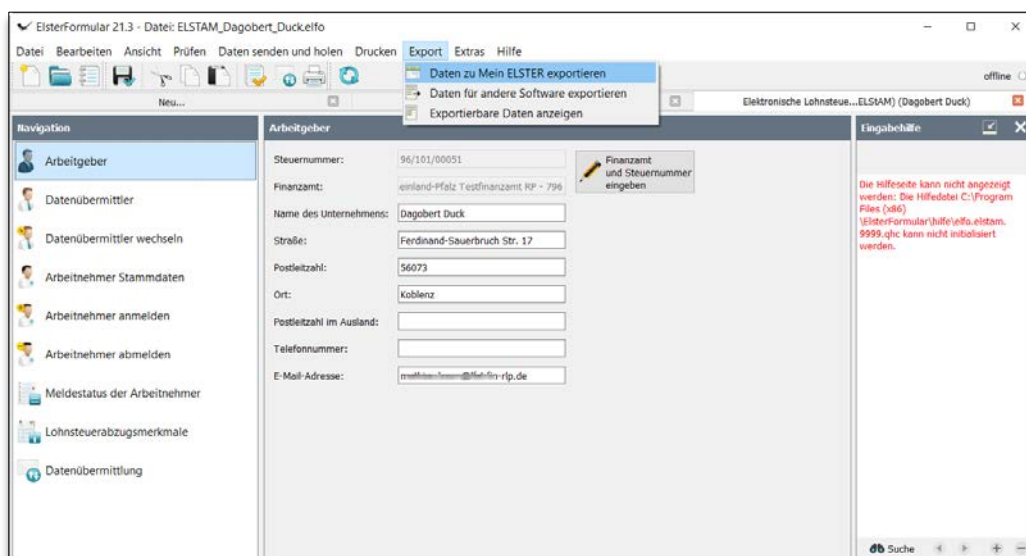 ElsterFormular 21.3 - Datei: ELSTAM_Dagobert_Duck.elfo
Datei Bearbeiten Ansicht Prüfen Daten senden und holen Drucken Export Extras Hilfe
Daten zu Mein ELSTER exportieren
Daten für andere Software exportieren
Exportierbare Daten anzeigen
offline
Neu...
Elektronische Lohnsteue...ELStAM) (Dagobert Duck)
Navigation
Arbeitgeber
Datenübermittler
Datenübermittler wechseln
Arbeitnehmer Stammdaten
Arbeitnehmer anmelden
Arbeitnehmer abmelden
Meldestatus der Arbeitnehmer
Lohnsteuerabzugsmerkmale
Datenübermittlung
Arbeitgeber
Steuernummer: 96/101/00051
Finanzamt: einland-Pfalz Testfinanzamt RP - 796
Name des Unternehmens: Dagobert Duck
Straße: Ferdinand-Sauerbruch Str. 17
Postleitzahl: 56073
Ort: Koblenz
Postleitzahl im Ausland:
Telefonnummer:
E-Mail-Adresse: -rlp.de
Finanzamt
und Steuernummer
eingeben
Eingabehilfe
Die Hilfeseite kann nicht angezeigt
werden: Die Hilfedatei C:\Program
Files (x86)
\ElsterFormular\hilfe\elfo.elstam.
9999.qhc kann nicht initialisiert
werden.
Suche